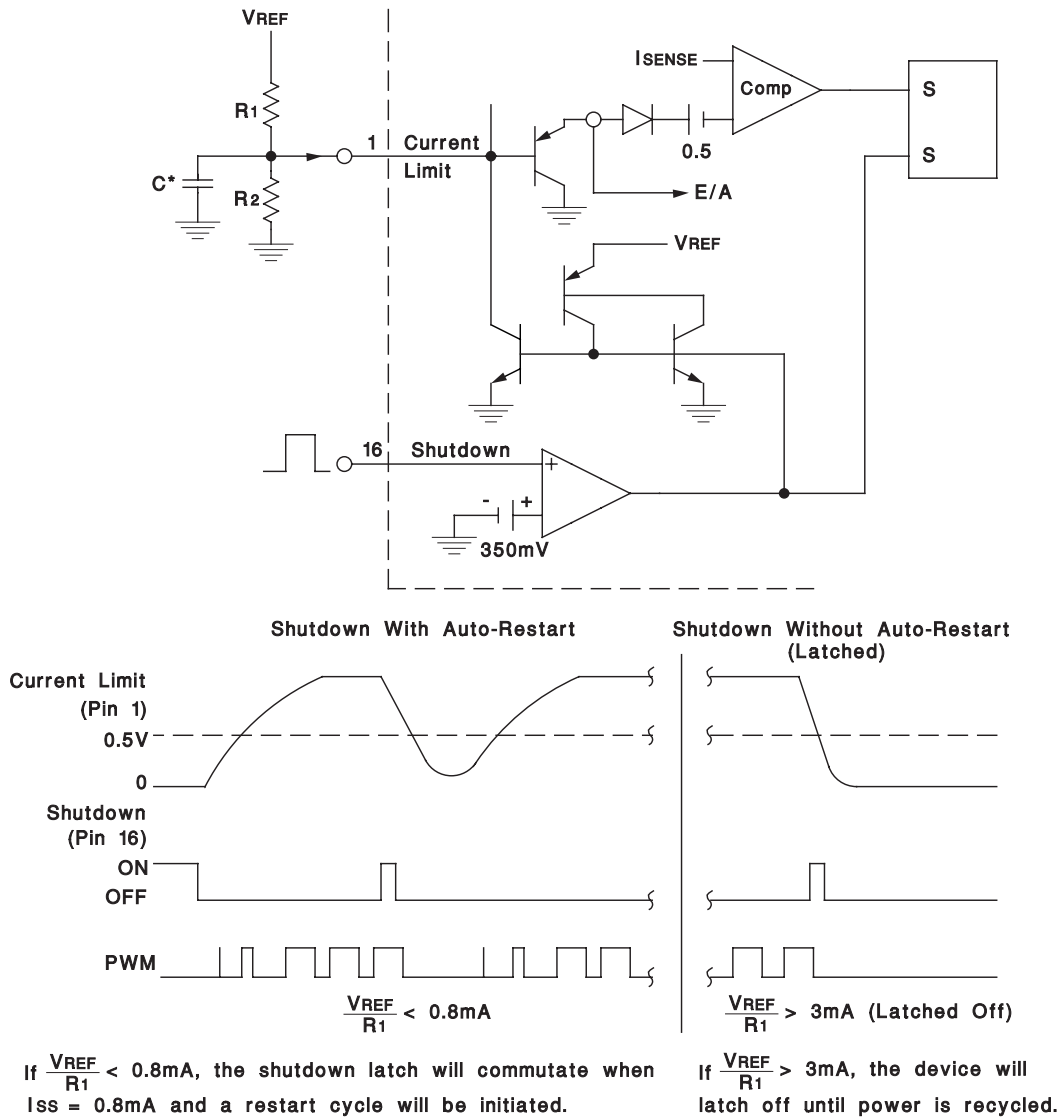 VREF
R1
C*
R2
1 Current
Limit
ISENSE
Comp
0.5
E/A
S
S
VREF
16 Shutdown
+
- +
350mV
Shutdown With Auto-Restart
Shutdown Without Auto-Restart
(Latched)
Current Limit
(Pin 1)
0.5V
0
Shutdown
(Pin 16)
ON
OFF
PWM
VREF
R1
< 0.8mA
VREF
R1
> 3mA (Latched Off)
If VREF/R1 < 0.8mA, the shutdown latch will commutate when
ISS = 0.8mA and a restart cycle will be initiated.
If VREF/R1 > 3mA, the device will
latch off until power is recycled.